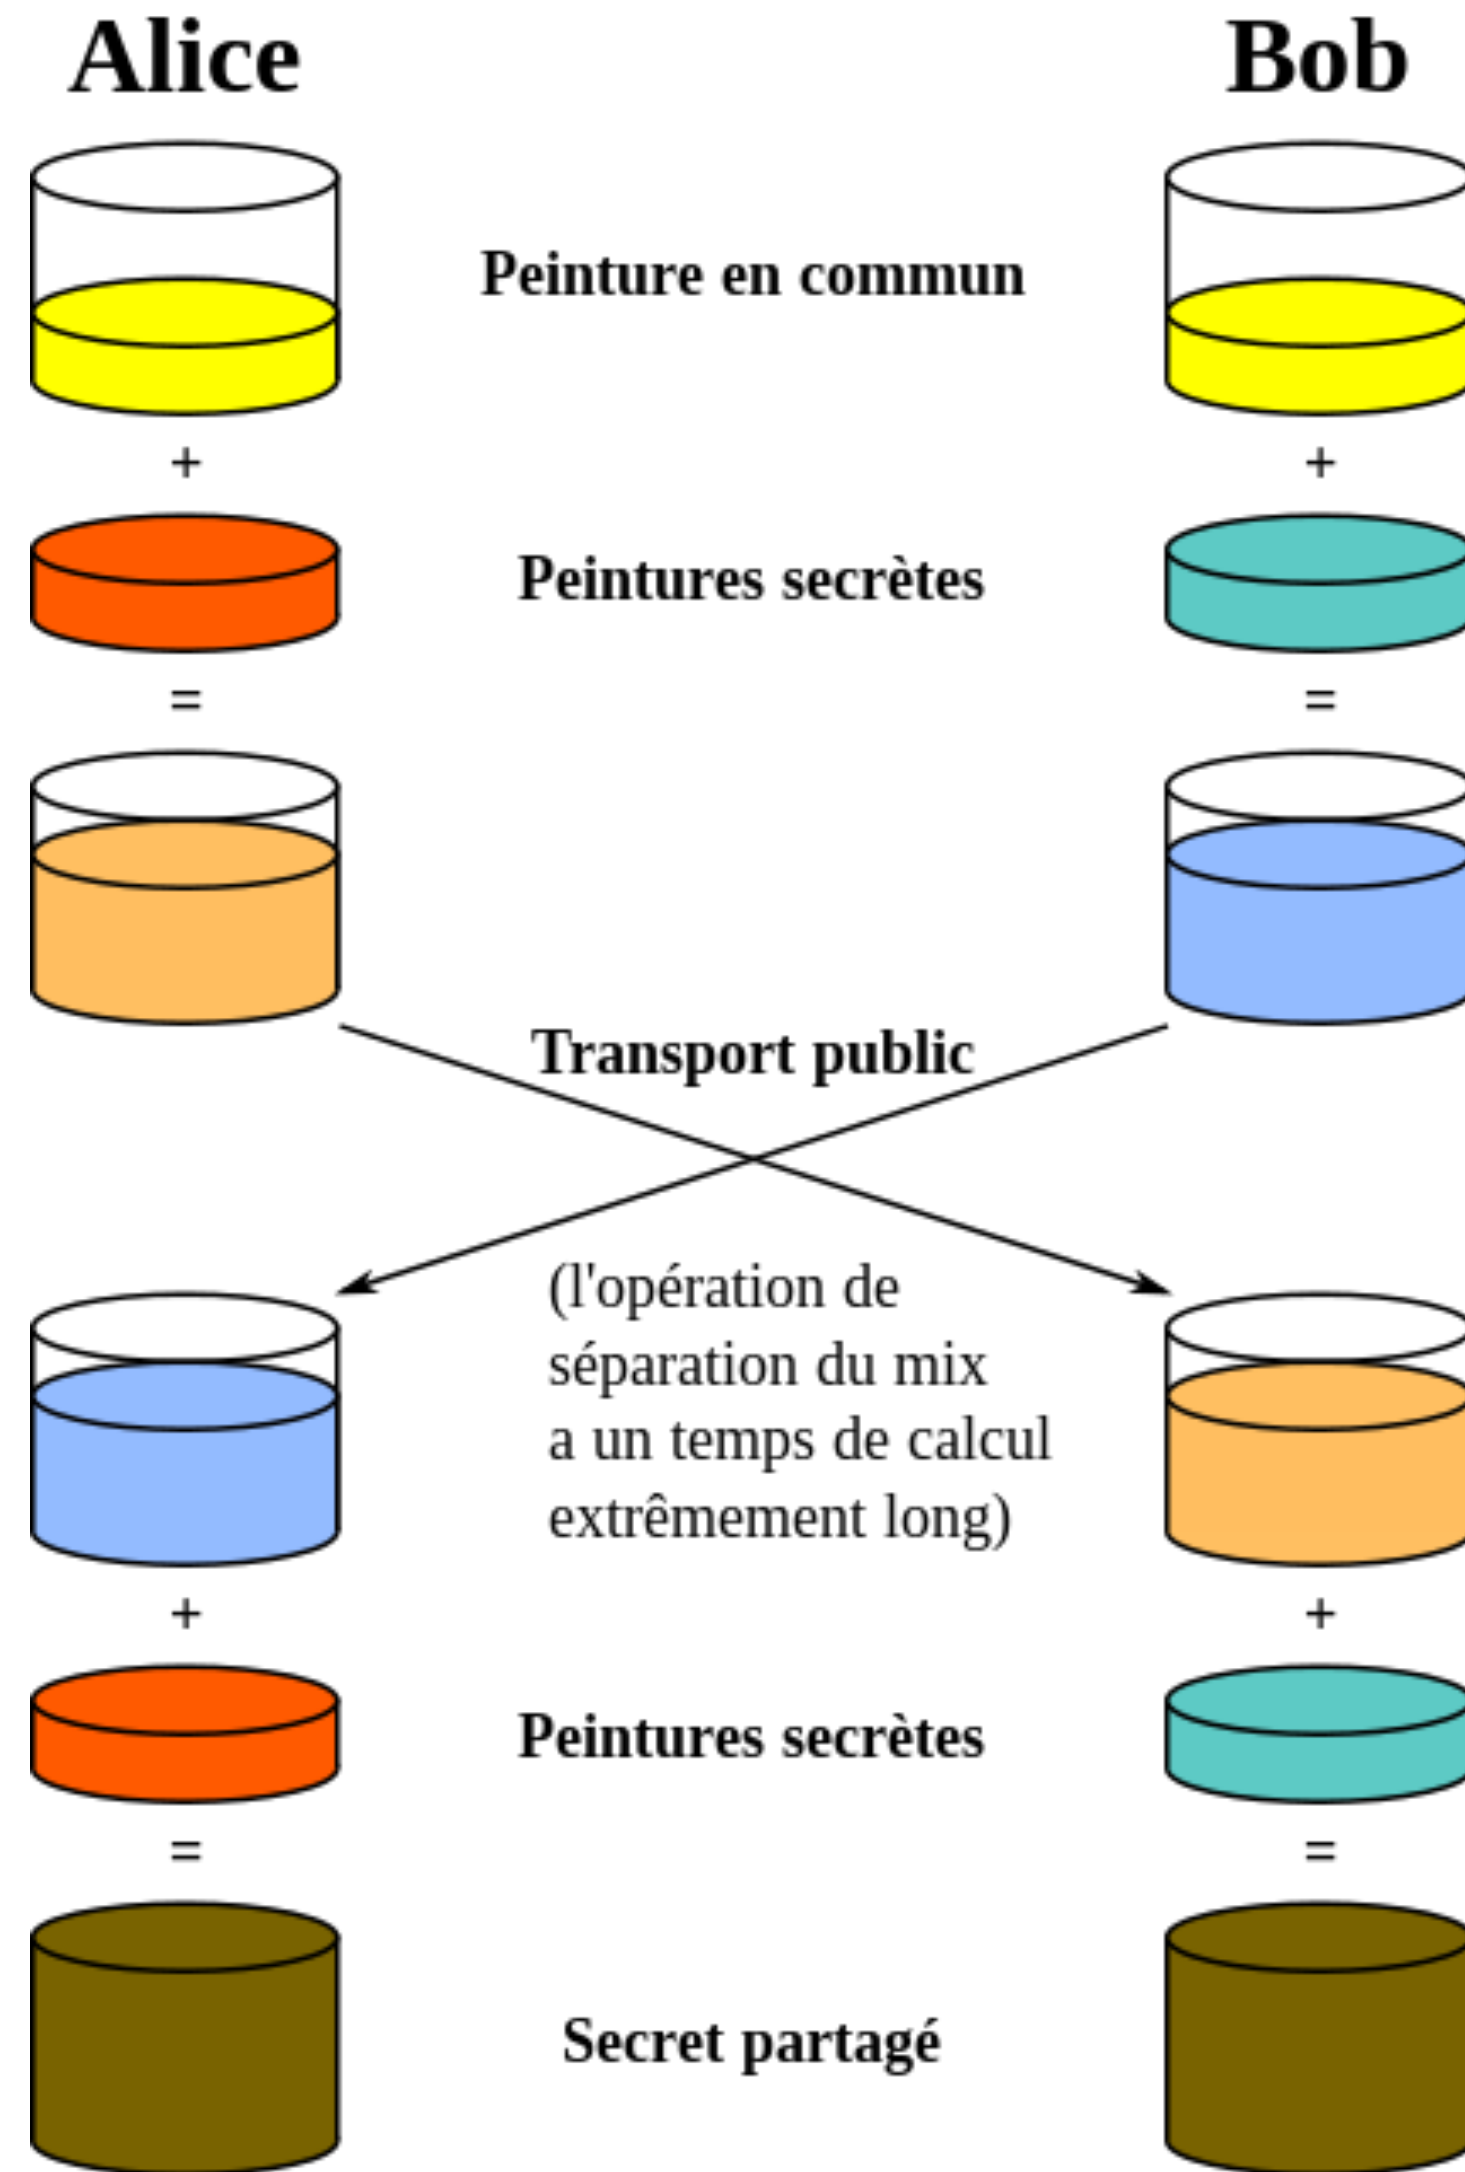 Alice
Bob
Peinture en commun
+
+
Peintures secrètes
=
=
Transport public
(l'opération de
séparation du mix
a un temps de calcul
extrêmement long)
+
+
Peintures secrètes
=
=
Secret partagé